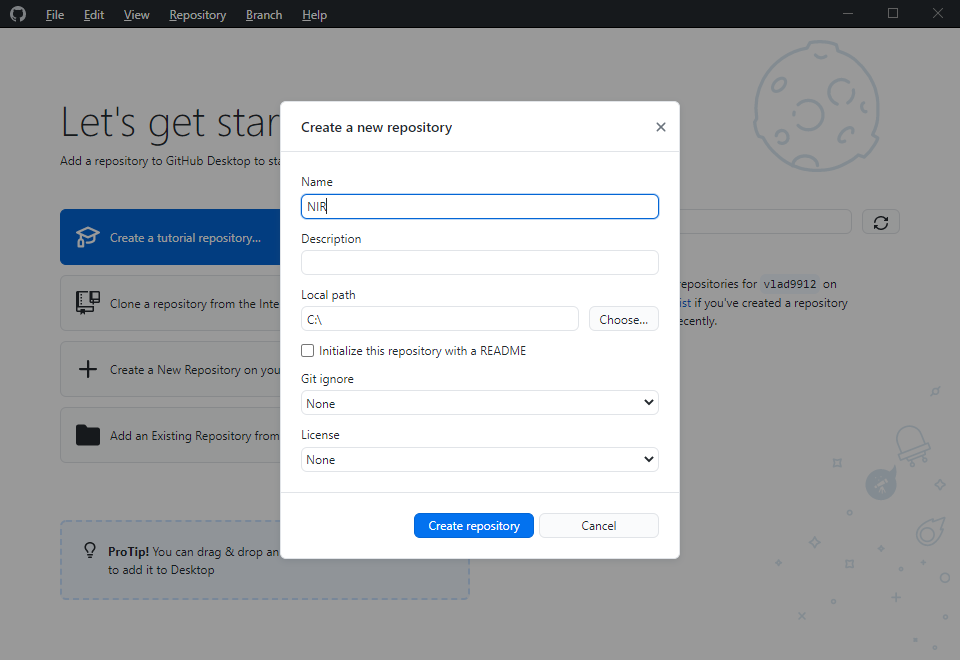 File Edit View Repository Branch Help
Let's get star
Add a repository to GitHub Desktop to sta
Create a tutorial repository...
Clone a repository from the Inte
Create a New Repository on you
Add an Existing Repository from
ProTip! You can drag & drop an
to add it to Desktop
Create a new repository
Name
NIR
Description
Local path
C:\
Choose...
Initialize this repository with a README
Git ignore
None
License
None
Create repository
Cancel
repositories for v1ad9912 on
ist if you've created a repository
ecently.